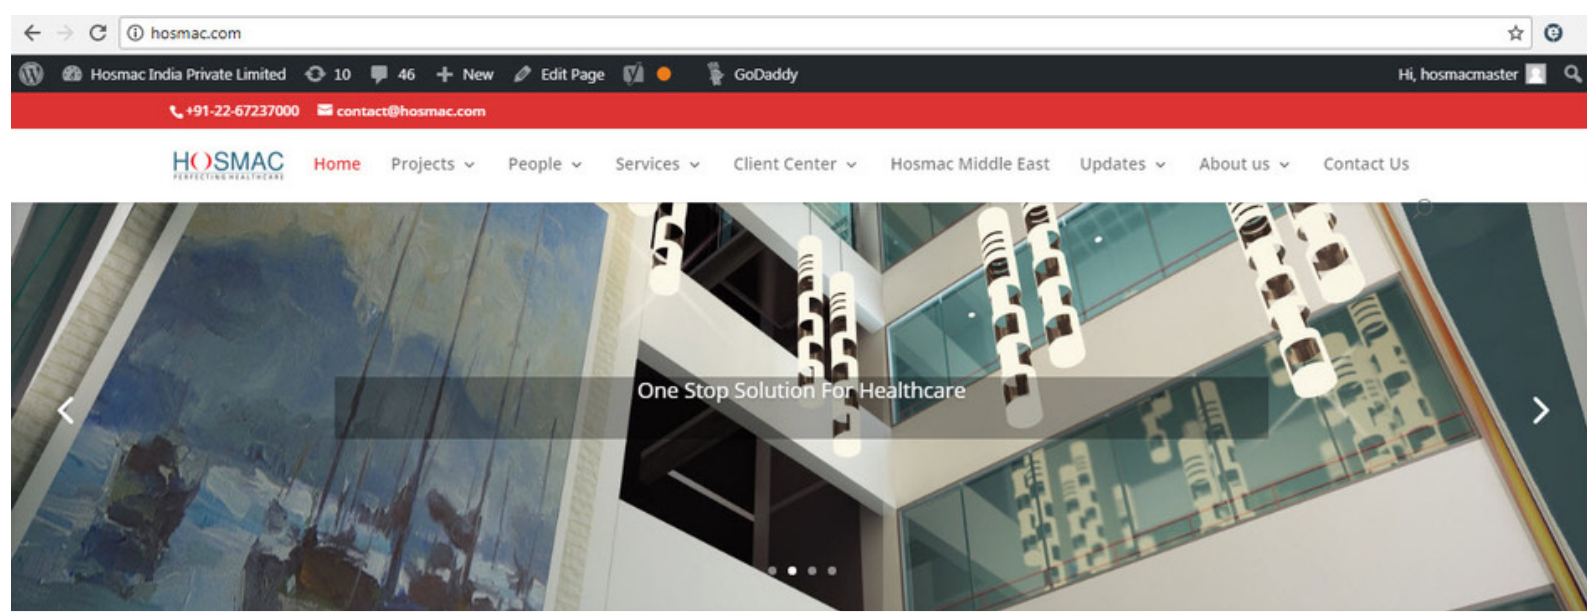 hosmac.com
Hosmac India Private Limited 10 46 + New Edit Page GoDaddy Hi, hosmacmaster
+91-22-67237000 contact@hosmac.com
HOSMAC Home Projects People Services Client Center Hosmac Middle East Updates About us Contact Us
PERFECTING HEALTHCARE
One Stop Solution For Healthcare